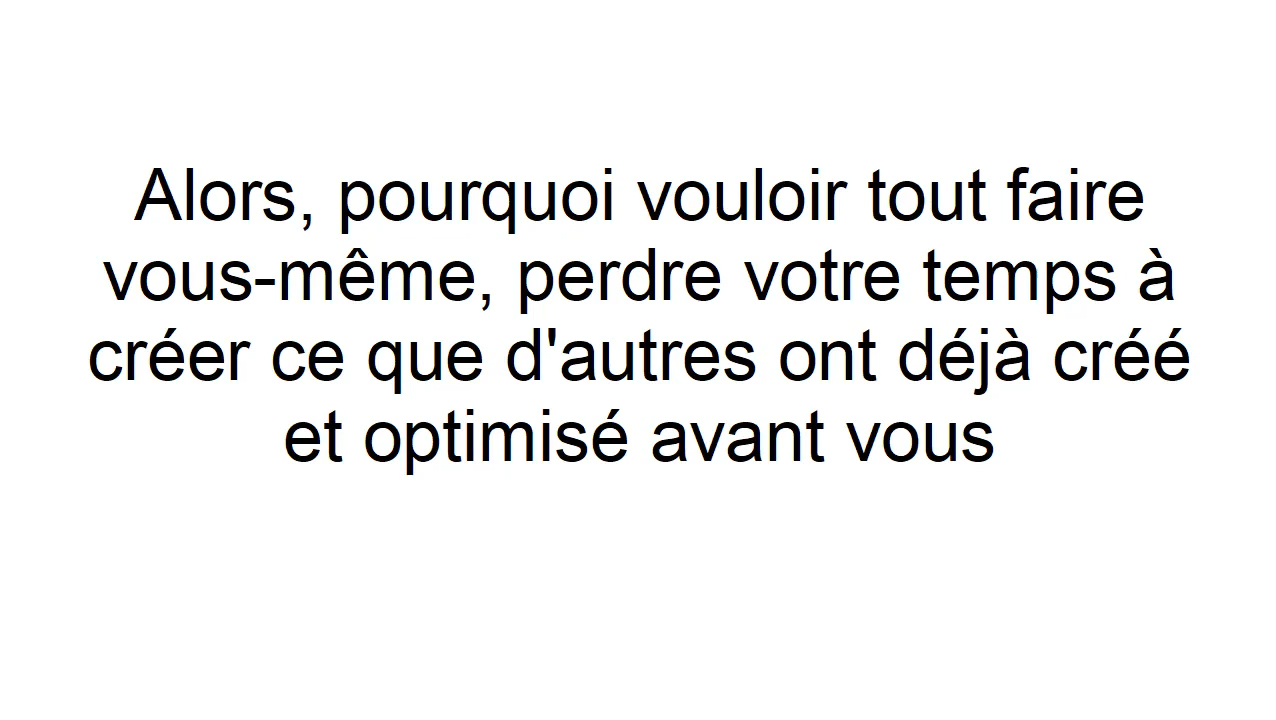 Alors, pourquoi vouloir tout faire
vous-même, perdre votre temps à
créer ce que d'autres ont déjà créé
et optimisé avant vous